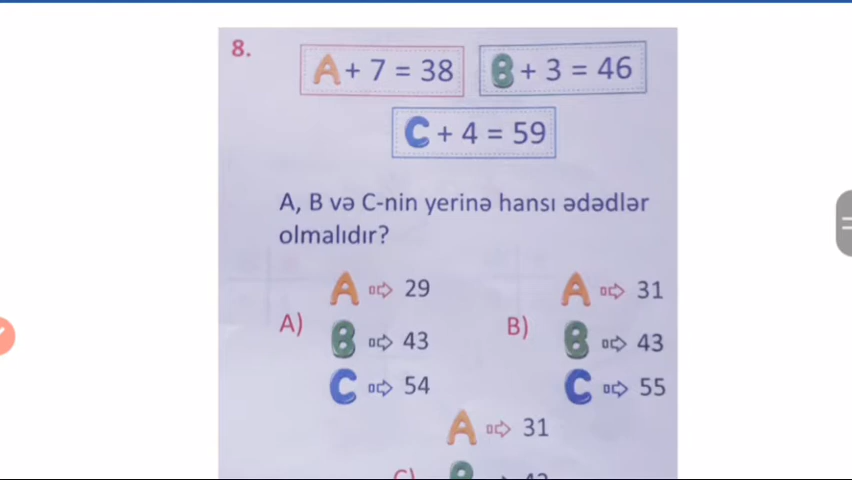 8.
A + 7 = 38
B + 3 = 46
C + 4 = 59
A, B və C-nin yerinə hansı ədədlər
olmalıdır?
A)
A ⇨ 29
B ⇨ 43
C ⇨ 54
B)
A ⇨ 31
B ⇨ 43
C ⇨ 55
C)
A ⇨ 31
B